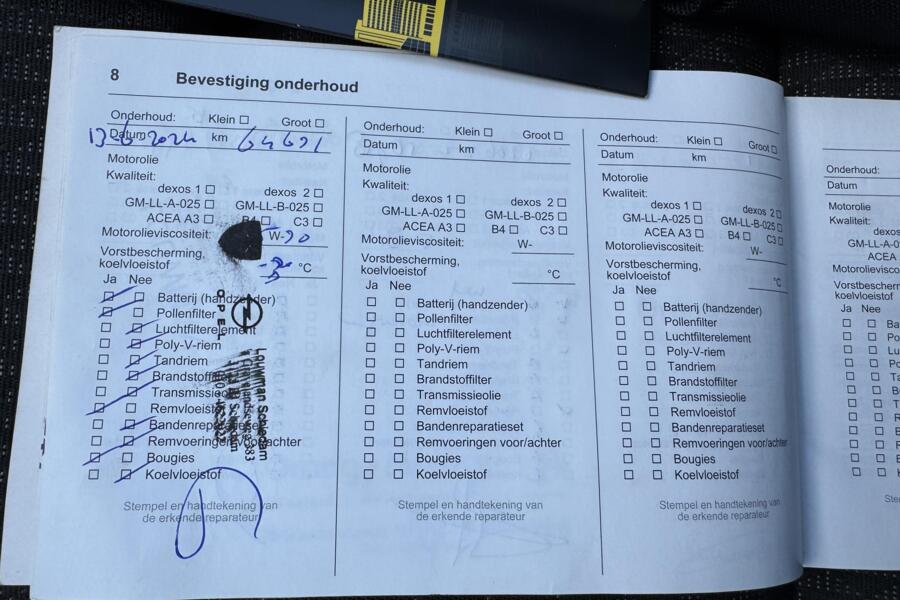 8 Bevestiging onderhoud
Onderhoud: Klein Groot
Datum 2024 km 64691
Motorolie
Kwaliteit:
dexos 1 dexos 2
GM-LL-A-025 GM-LL-B-025
ACEA A3 B4 C3
Motorolieviscositeit: W-30
Vorstbescherming, koelvloeistof °C
Ja Nee
Batterij (handzender)
Pollenfilter
Luchtfilterelement
Poly-V-riem
Tandriem
Brandstoffilter
Transmissieolie
Remvloeistof
Bandenreparatieset
Remvoeringen voor/achter
Bougies
Koelvloeistof
Stempel en handtekening van
de erkende reparateur
OPEL
Schiedam
Onderhoud: Klein Groot
Datum km
Motorolie
Kwaliteit:
dexos 1 dexos 2
GM-LL-A-025 GM-LL-B-025
ACEA A3 B4 C3
Motorolieviscositeit: W-
Vorstbescherming,
koelvloeistof °C
Ja Nee
Batterij (handzender)
Pollenfilter
Luchtfilterelement
Poly-V-riem
Tandriem
Brandstoffilter
Transmissieolie
Remvloeistof
Bandenreparatieset
Remvoeringen voor/achter
Bougies
Koelvloeistof
Stempel en handtekening van
de erkende reparateur
Onderhoud: Klein Groot
Datum km
Motorolie
Kwaliteit:
dexos 1 dexos 2
GM-LL-A-025 GM-LL-B-025
ACEA A3 B4 C3
Motorolieviscositeit: W-
Vorstbescherming,
koelvloeistof °C
Ja Nee
Batterij (handzender)
Pollenfilter
Luchtfilterelement
Poly-V-riem
Tandriem
Brandstoffilter
Transmissieolie
Remvloeistof
Bandenreparatieset
Remvoeringen voor/achter
Bougies
Koelvloeistof
Stempel en handtekening van
de erkende reparateur
Onderhoud:
Datum
Motorolie
Kwaliteit:
Vorstbescherming,
koelvloeistof
Ja Nee